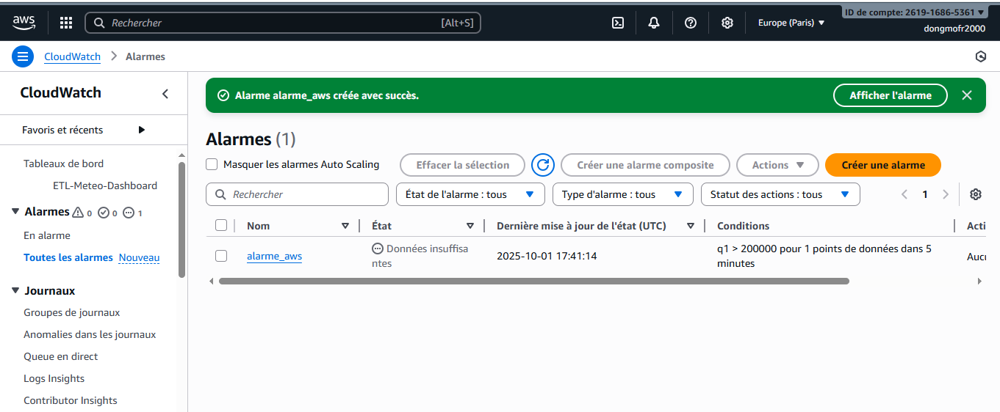 aws
Rechercher
[Alt+S]
Europe (Paris)
ID de compte: 2619-1686-5361
dongmofr2000
CloudWatch
Alarmes
CloudWatch
Favoris et récents
Tableaux de bord
ETL-Meteo-Dashboard
Alarmes 0 0 1
En alarme
Toutes les alarmes Nouveau
Journaux
Groupes de journaux
Anomalies dans les journaux
Queue en direct
Logs Insights
Contributor Insights
Alarme alarme_aws créée avec succès.
Afficher l'alarme
Alarmes (1)
Masquer les alarmes Auto Scaling
Effacer la sélection
Créer une alarme composite
Actions
Créer une alarme
Rechercher
État de l'alarme : tous
Type d'alarme : tous
Statut des actions : tous
1
Nom
État
Dernière mise à jour de l'état (UTC)
Conditions
Acti
alarme_aws
Données insuffisa
ntes
2025-10-01 17:41:14
q1 > 200000 pour 1 points de données dans 5
minutes
Aucu